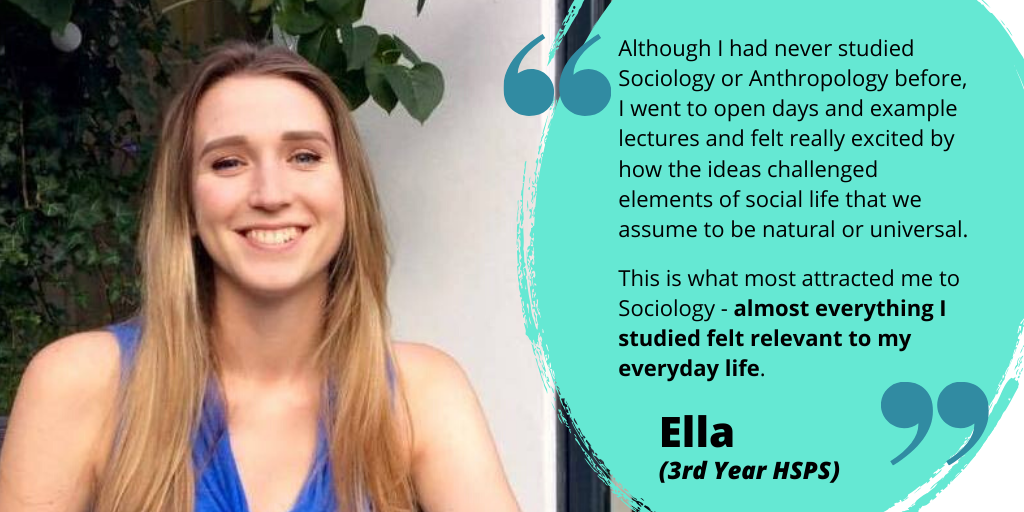 Although I had never studied
Sociology or Anthropology before,
I went to open days and example
lectures and felt really excited by
how the ideas challenged
elements of social life that we
assume to be natural or universal.
This is what most attracted me to
Sociology - almost everything I
studied felt relevant to my
everyday life.
Ella
(3rd Year HSPS)